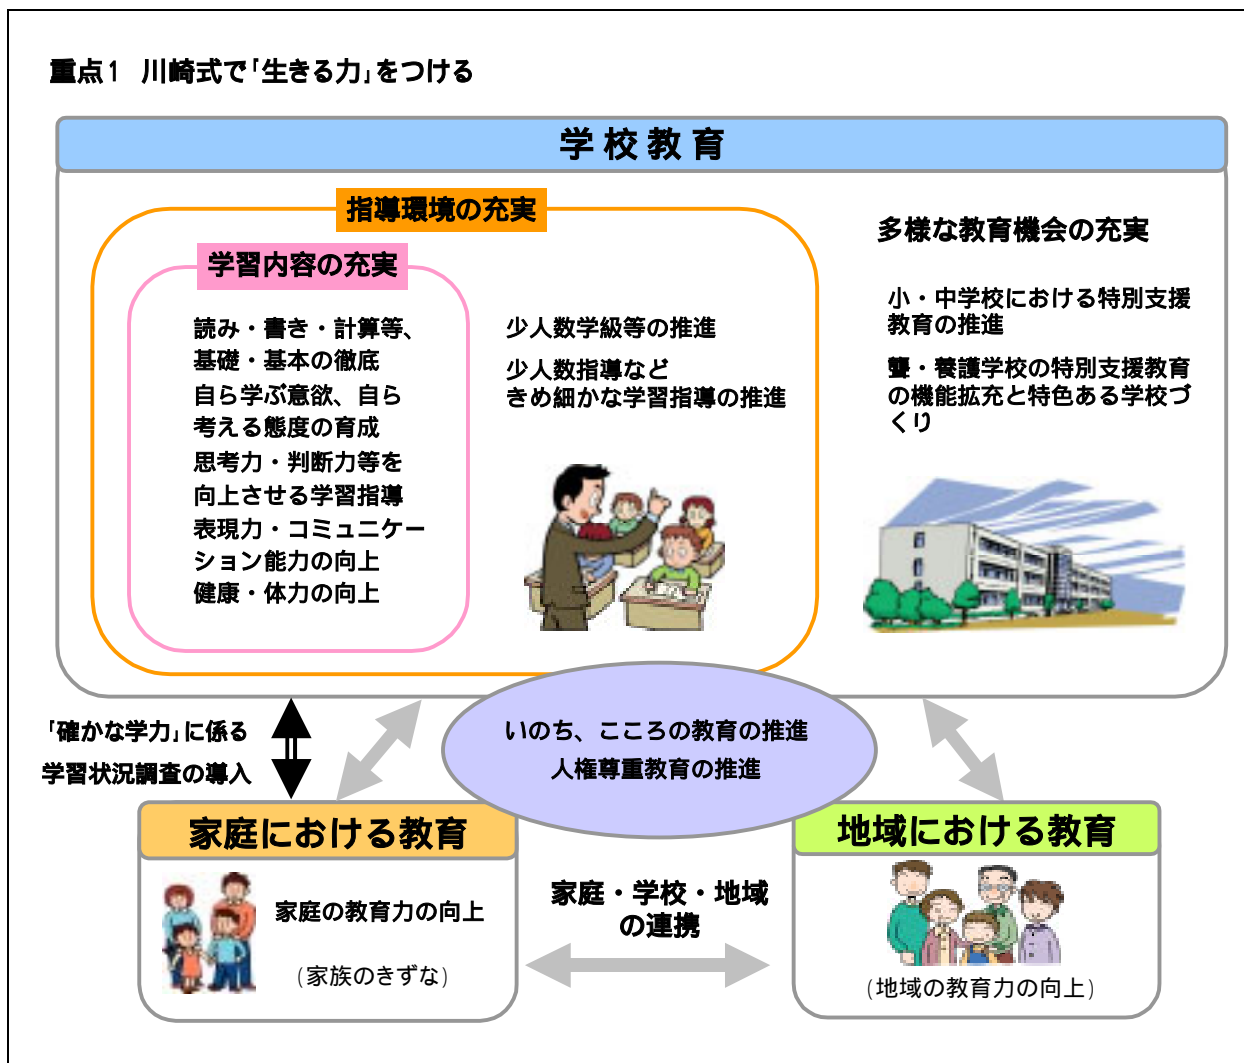 重点1 川崎式で「生きる力」をつける
学校教育
指導環境の充実
学習内容の充実
読み・書き・計算等、
基礎・基本の徹底
自ら学ぶ意欲、自ら
考える態度の育成
思考力・判断力等を
向上させる学習指導
表現力・コミュニケー
ション能力の向上
健康・体力の向上
少人数学級等の推進
少人数指導など
きめ細かな学習指導の推進
多様な教育機会の充実
小・中学校における特別支援
教育の推進
聾・養護学校の特別支援教育
の機能拡充と特色ある学校づ
くり
いのち、こころの教育の推進
人権尊重教育の推進
「確かな学力」に係る
学習状況調査の導入
家庭における教育
家庭の教育力の向上
(家族のきずな)
家庭・学校・地域
の連携
地域における教育
(地域の教育力の向上)